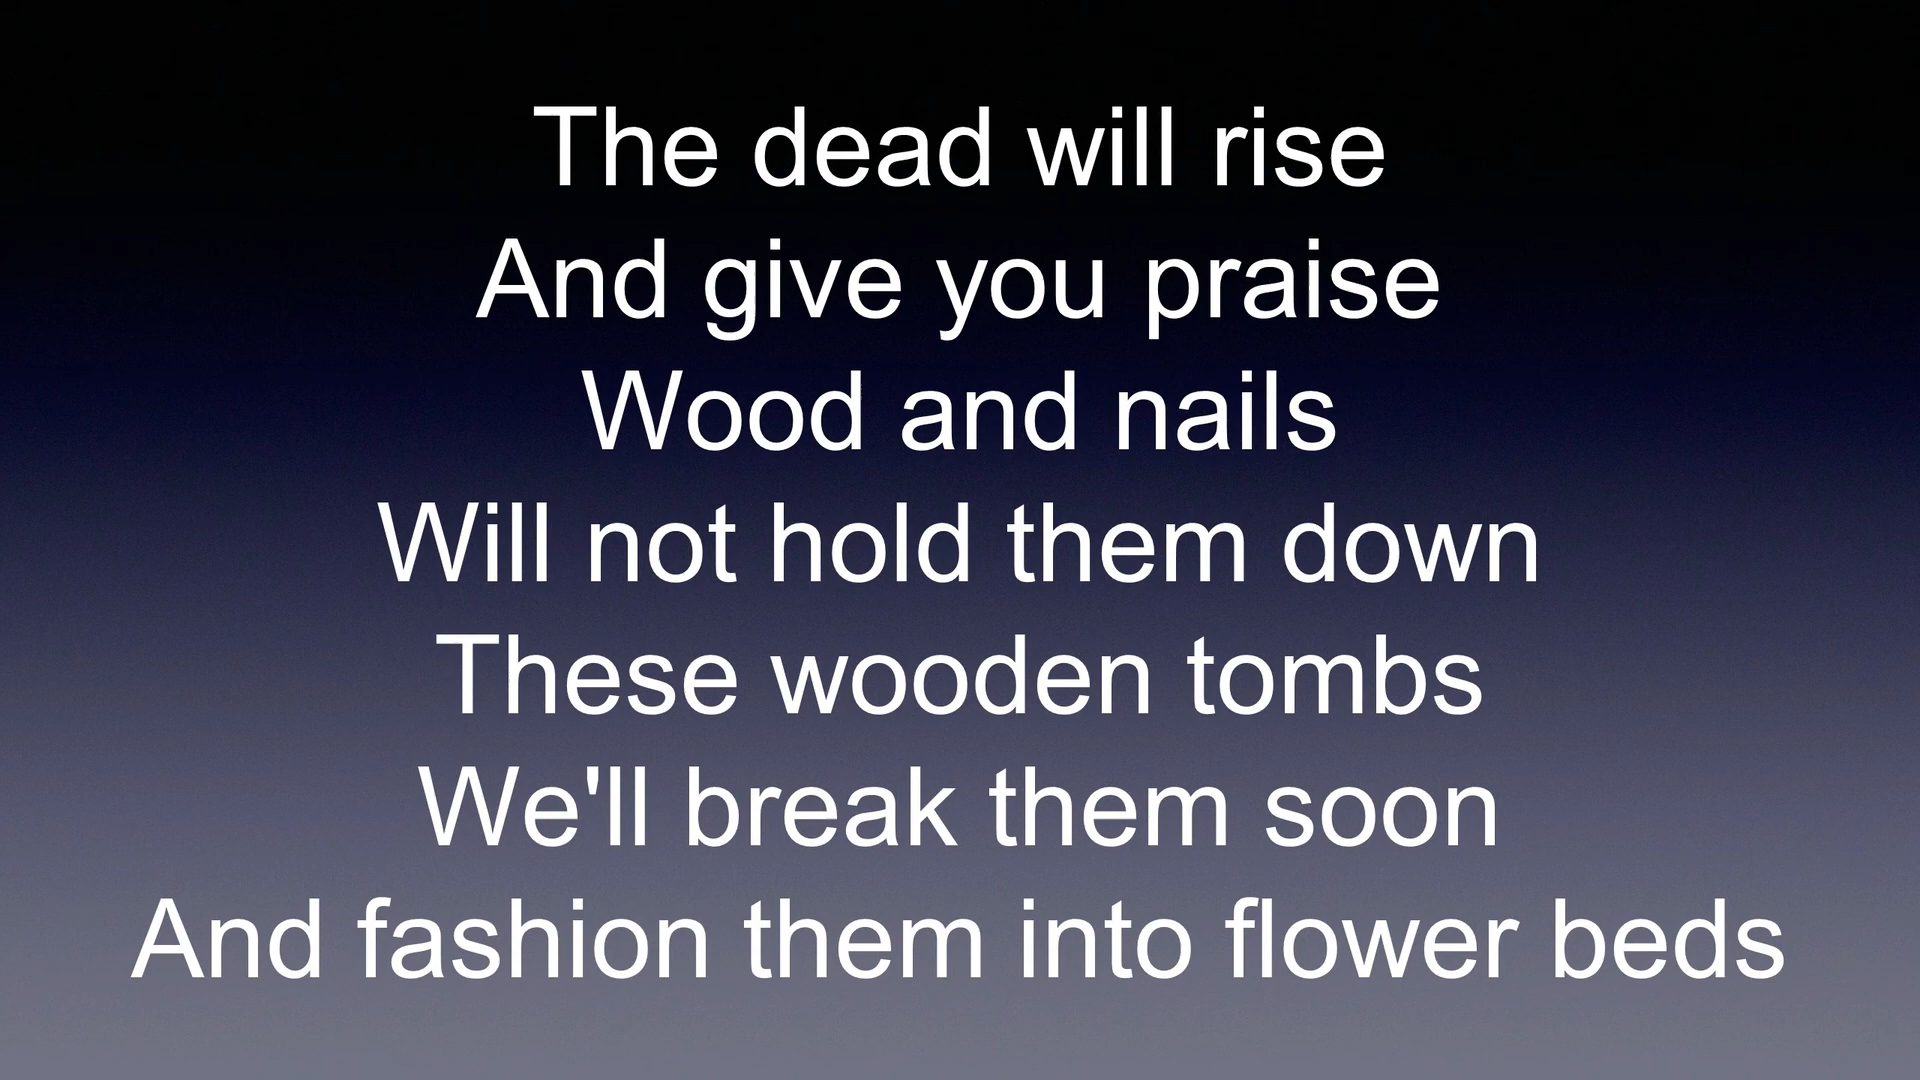 The dead will rise
And give you praise
Wood and nails
Will not hold them down
These wooden tombs
We'll break them soon
And fashion them into flower beds